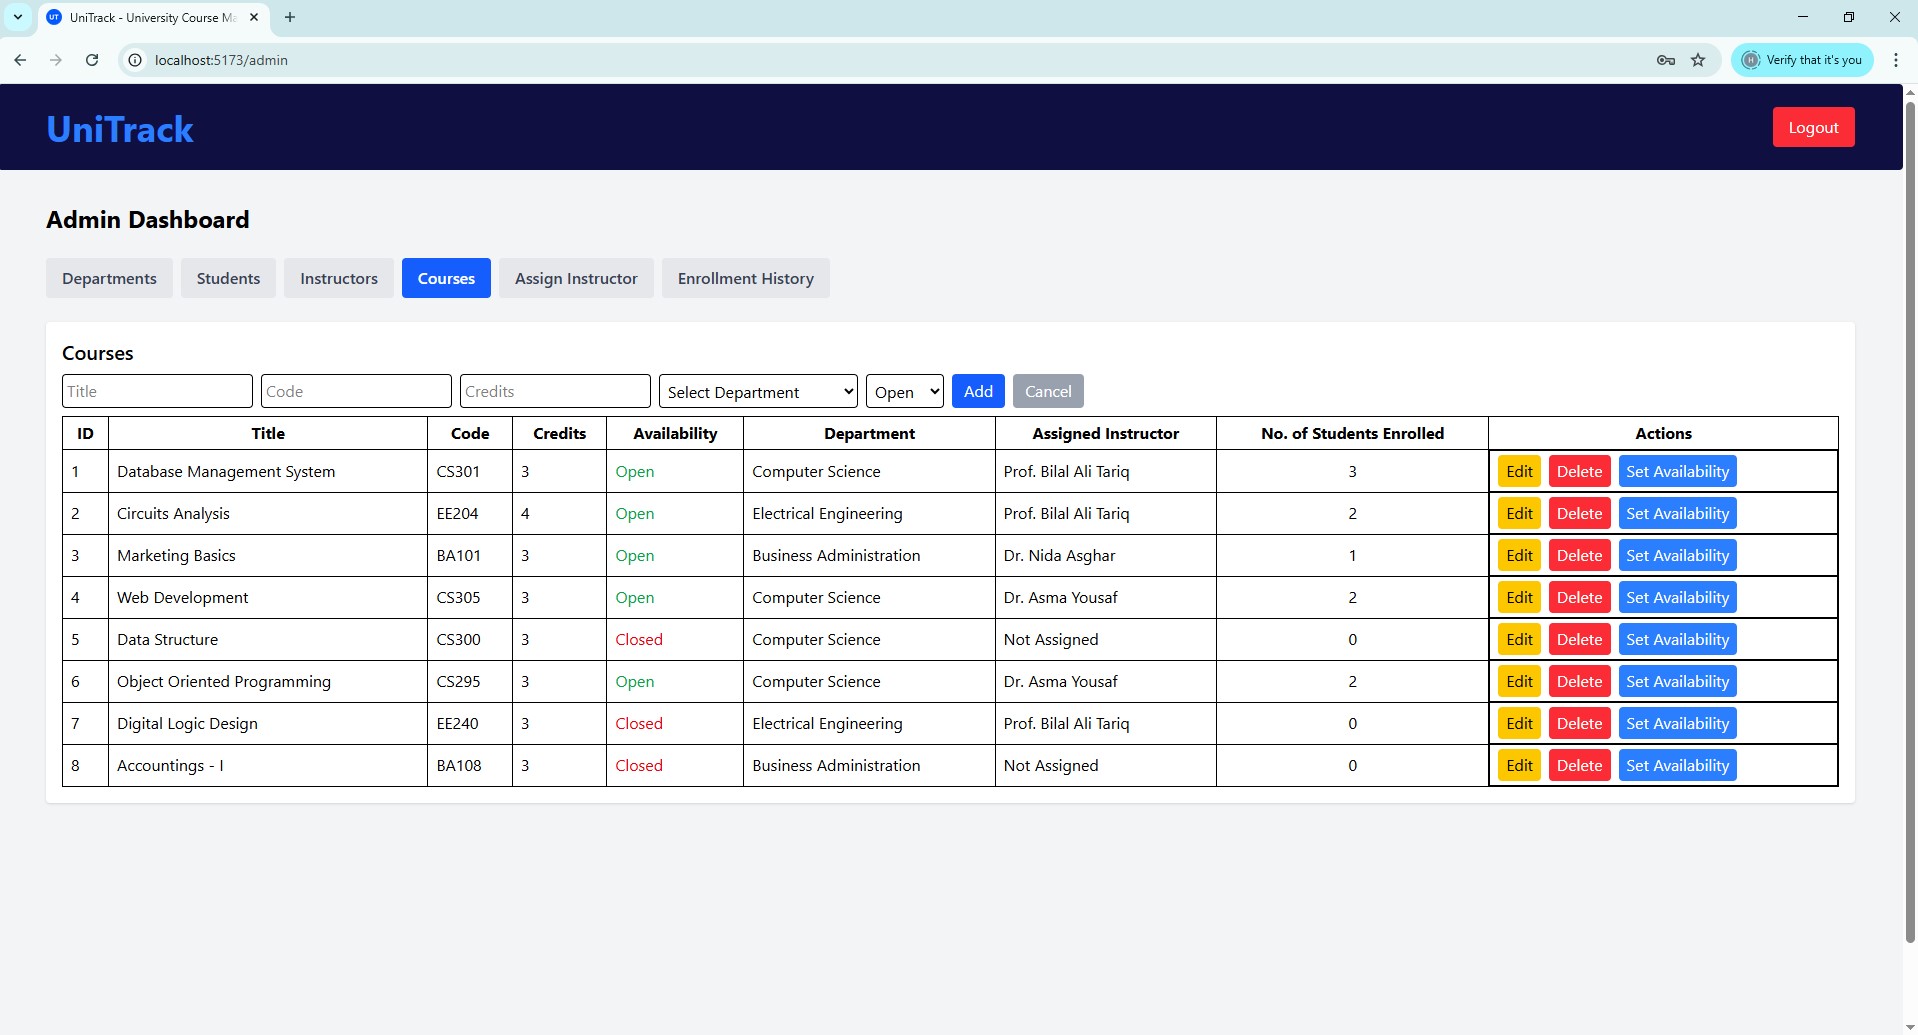 UT UniTrack - University Course Ma
localhost:5173/admin
H Verify that it's you
UniTrack
Logout
Admin Dashboard
Departments Students Instructors Courses Assign Instructor Enrollment History
Courses
Title Code Credits Select Department Open Add Cancel
ID Title Code Credits Availability Department Assigned Instructor No. of Students Enrolled Actions
1 Database Management System CS301 3 Open Computer Science Prof. Bilal Ali Tariq 3 Edit Delete Set Availability
2 Circuits Analysis EE204 4 Open Electrical Engineering Prof. Bilal Ali Tariq 2 Edit Delete Set Availability
3 Marketing Basics BA101 3 Open Business Administration Dr. Nida Asghar 1 Edit Delete Set Availability
4 Web Development CS305 3 Open Computer Science Dr. Asma Yousaf 2 Edit Delete Set Availability
5 Data Structure CS300 3 Closed Computer Science Not Assigned 0 Edit Delete Set Availability
6 Object Oriented Programming CS295 3 Open Computer Science Dr. Asma Yousaf 2 Edit Delete Set Availability
7 Digital Logic Design EE240 3 Closed Electrical Engineering Prof. Bilal Ali Tariq 0 Edit Delete Set Availability
8 Accountings - I BA108 3 Closed Business Administration Not Assigned 0 Edit Delete Set Availability